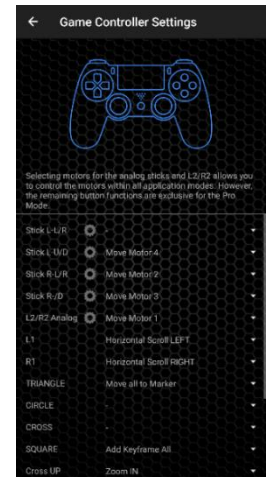 ← Game Controller Settings
Selecting motors for the analog sticks and L2/R2 allows you
to control the motors within all application modes. However,
the remaining button functions are exclusive for the Pro
Mode.
Stick L-L/R -
Stick L-U/D Move Motor 4
Stick R-L/R Move Motor 2
Stick R-/D Move Motor 3
L2/R2 Analog Move Motor 1
L1 Horizontal Scroll LEFT
R1 Horizontal Scroll RIGHT
TRIANGLE Move all to Marker
CIRCLE -
CROSS -
SQUARE Add Keyframe All
Cross UP Zoom IN